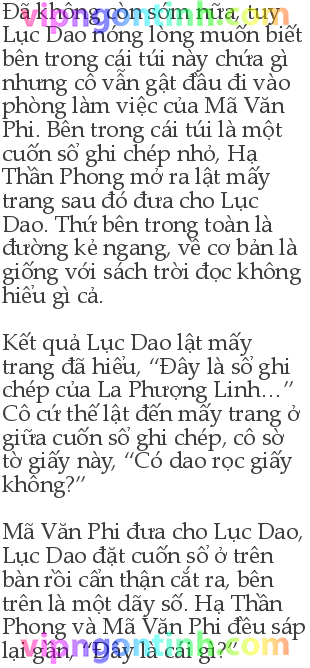 Đã không còn sớm nữa, tuy
Lục Dao nóng lòng muốn biết
bên trong cái túi này chứa gì
nhưng cô vẫn gật đầu đi vào
phòng làm việc của Mã Văn
Phi. Bên trong cái túi là một
cuốn sổ ghi chép nhỏ, Hạ
Thần Phong mở ra lật mấy
trang sau đó đưa cho Lục
Dao. Thứ bên trong toàn là
đường kẻ ngang, về cơ bản là
giống với sách trời đọc không
hiểu gì cả.
Kết quả Lục Dao lật mấy
trang đã hiểu, “Đây là sổ ghi
chép của La Phượng Linh…”
Cô cứ thế lật đến mấy trang ở
giữa cuốn sổ ghi chép, cô sờ
tờ giấy này, “Có dao rọc giấy
không?”
Mã Văn Phi đưa cho Lục Dao,
Lục Dao đặt cuốn sổ ở trên
bàn rồi cẩn thận cắt ra, bên
trên là một dãy số. Hạ Thần
Phong và Mã Văn Phi đều sáp
lại gần, “Đây là cái gì?”
vipngontinh.com
vipngontinh.com